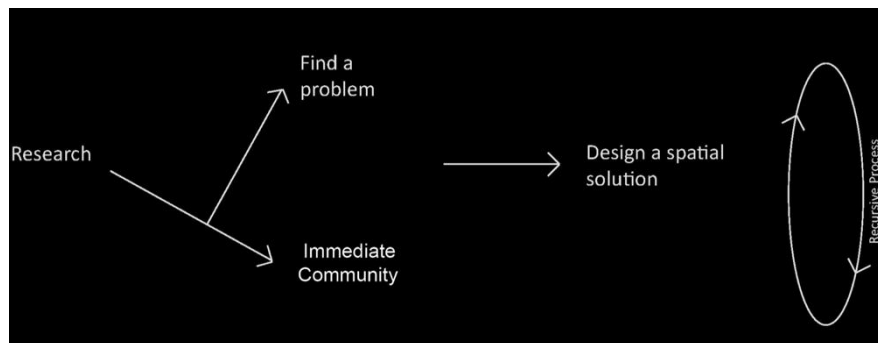 Find a
problem
Research
Immediate
Community
Design a spatial
solution
Recursive Process